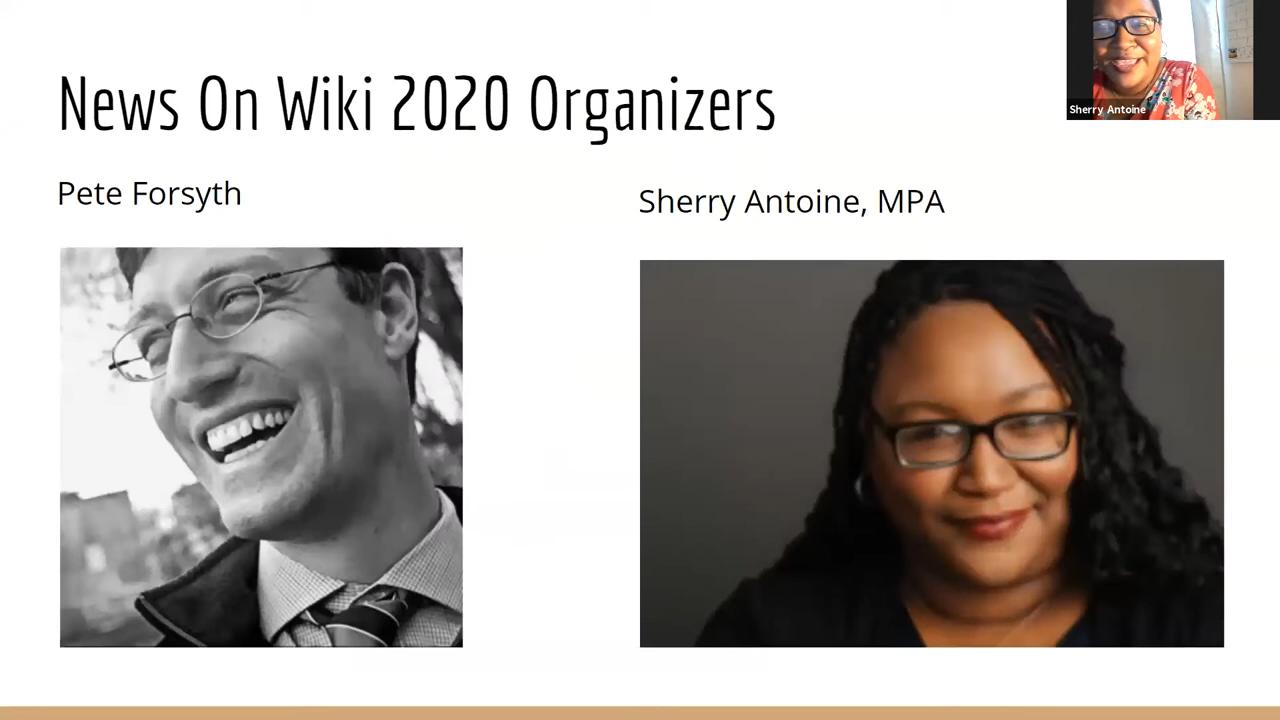 News On Wiki 2020 Organizers
Sherry Antoine
Pete Forsyth
Sherry Antoine, MPA